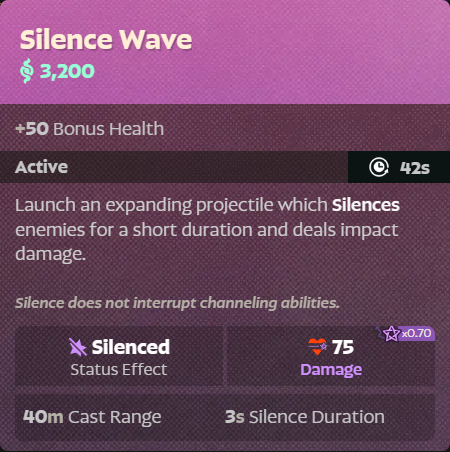 Silence Wave
3,200
+50 Bonus Health
Active 42s
Launch an expanding projectile which Silences
enemies for a short duration and deals impact
damage.
Silence does not interrupt channeling abilities.
x0.70
Silenced 75
Status Effect Damage
40m Cast Range 3s Silence Duration